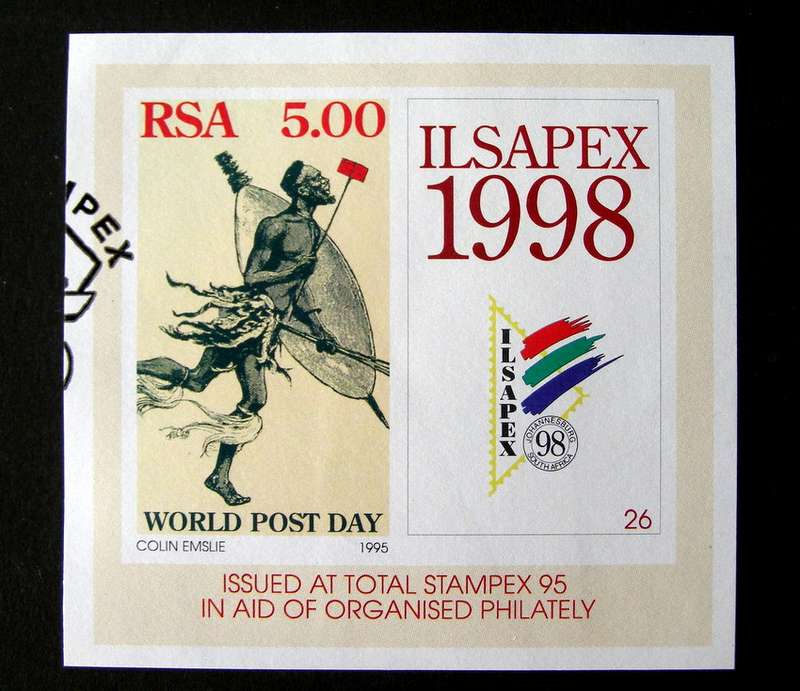 RSA 5.00
WORLD POST DAY
COLIN EMSLIE 1995
ILSAPEX
1998
ILSAPEX
JOHANNESBURG
98
SOUTH AFRICA
26
ISSUED AT TOTAL STAMPEX 95
IN AID OF ORGANISED PHILATELY
MPEX